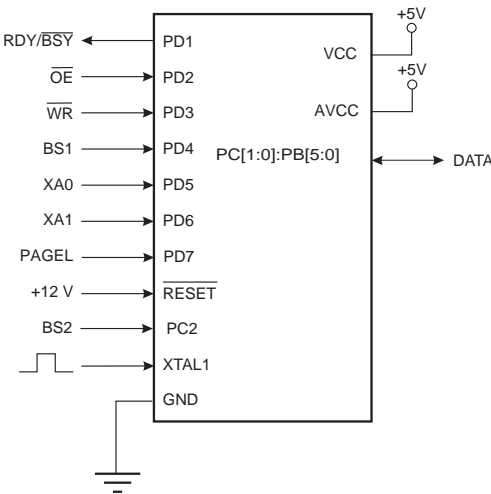 +5V
RDY/BSY PD1
VCC
+5V
OE PD2
WR PD3
AVCC
BS1 PD4
PC[1:0]:PB[5:0]
DATA
XA0 PD5
XA1 PD6
PAGEL PD7
+12 V RESET
BS2 PC2
XTAL1
GND